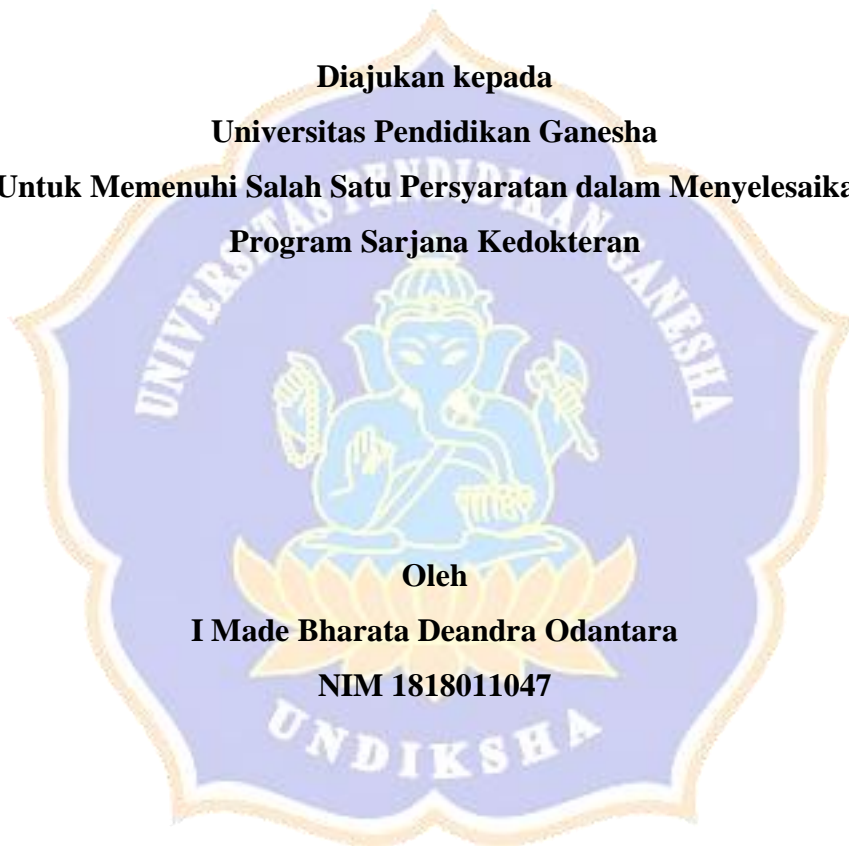 Diajukan kepada
Universitas Pendidikan Ganesha
Untuk Memenuhi Salah Satu Persyaratan dalam Menyelesaika
Program Sarjana Kedokteran
UNIVERSITAS PENDIDIKAN GANESHA
Oleh
I Made Bharata Deandra Odantara
NIM 1818011047
UNDIKSHA